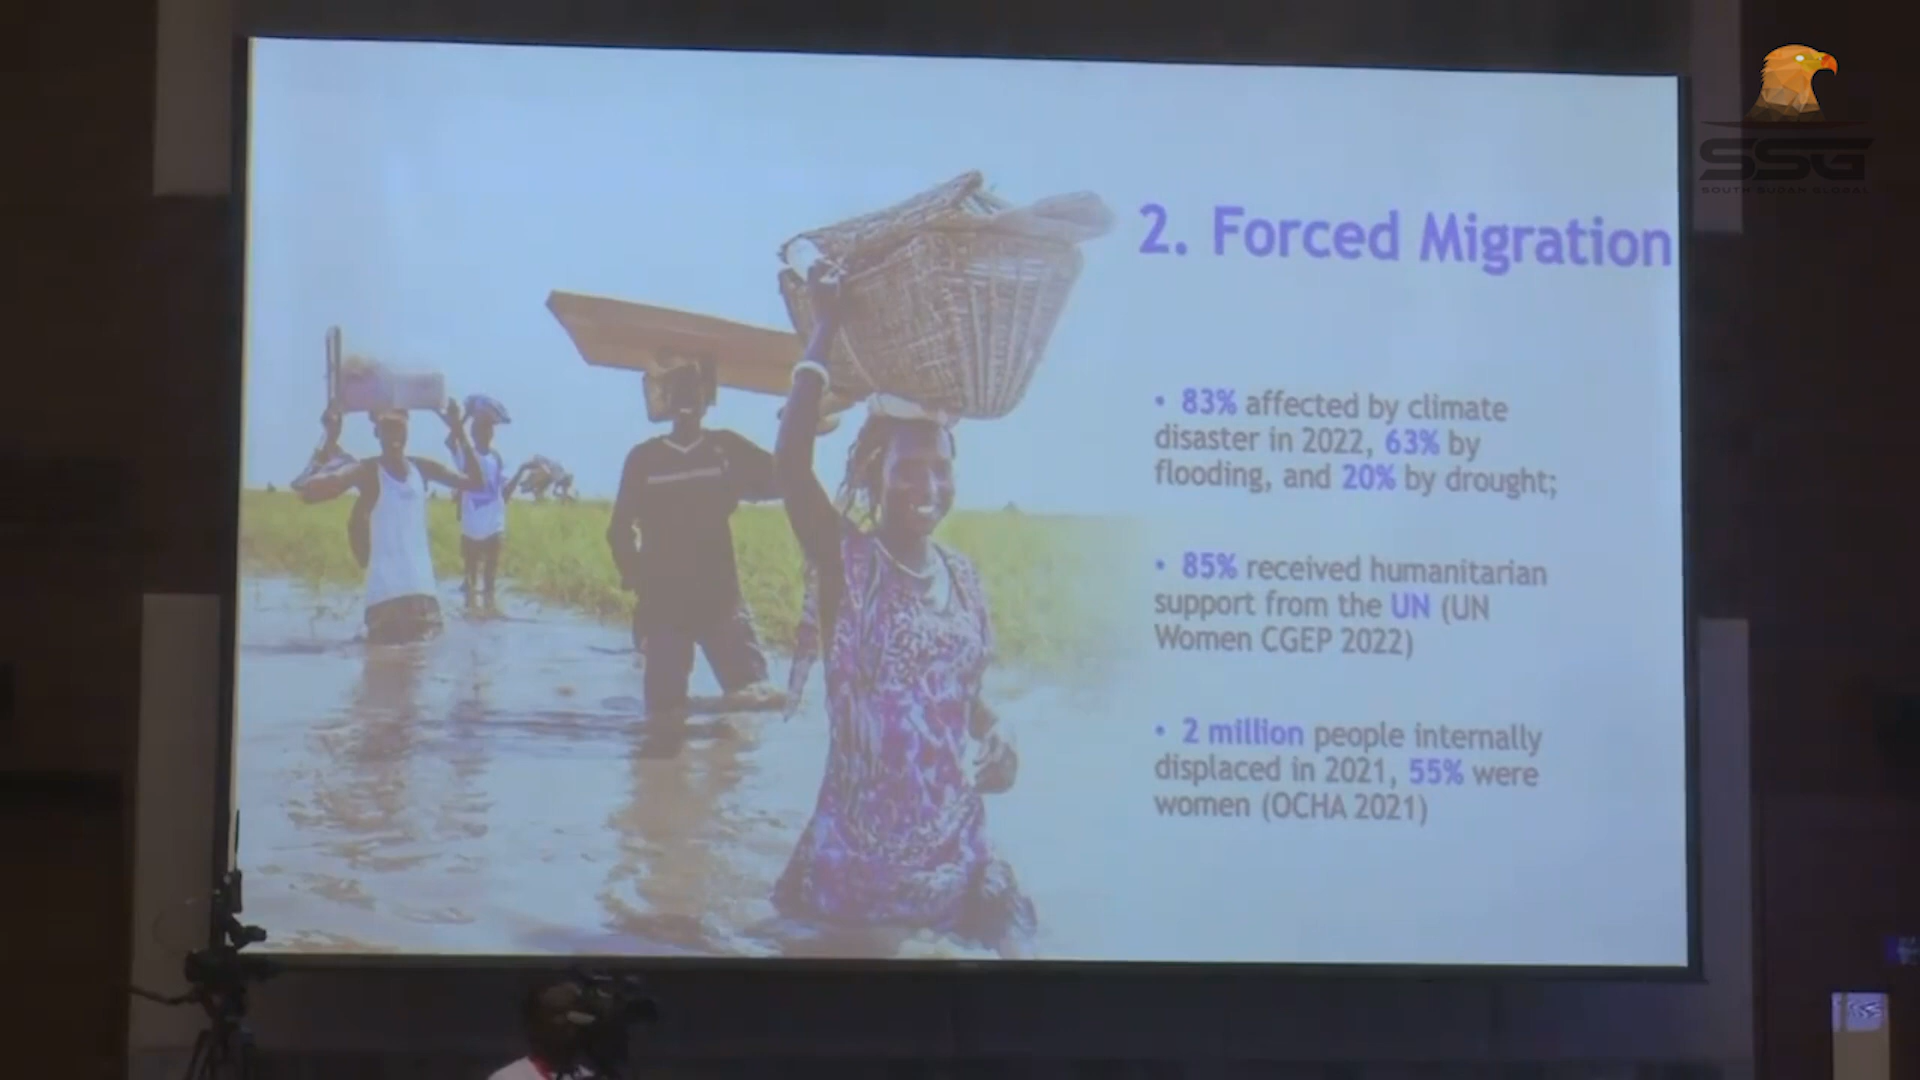 SSG
SOUTH SUDAN GLOBAL
2. Forced Migration
• 83% affected by climate
disaster in 2022, 63% by
flooding, and 20% by drought;
• 85% received humanitarian
support from the UN (UN
Women CGEP 2022)
• 2 million people internally
displaced in 2021, 55% were
women (OCHA 2021)